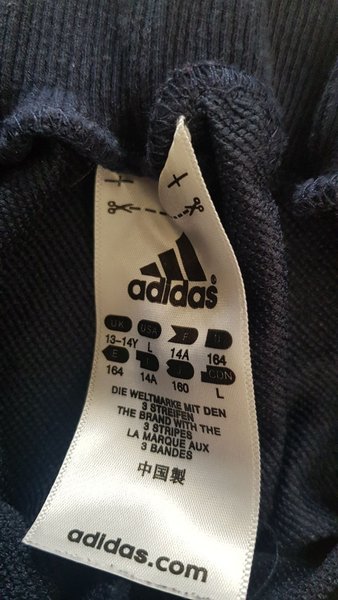 adidas®
UK USA F D
13-14Y L 14A 164
E I J CDN
164 14A 160 L
DIE WELTMARKE MIT DEN
3 STREIFEN
THE BRAND WITH THE
3 STRIPES
LA MARQUE AUX
3 BANDES
中国製
adidas.com